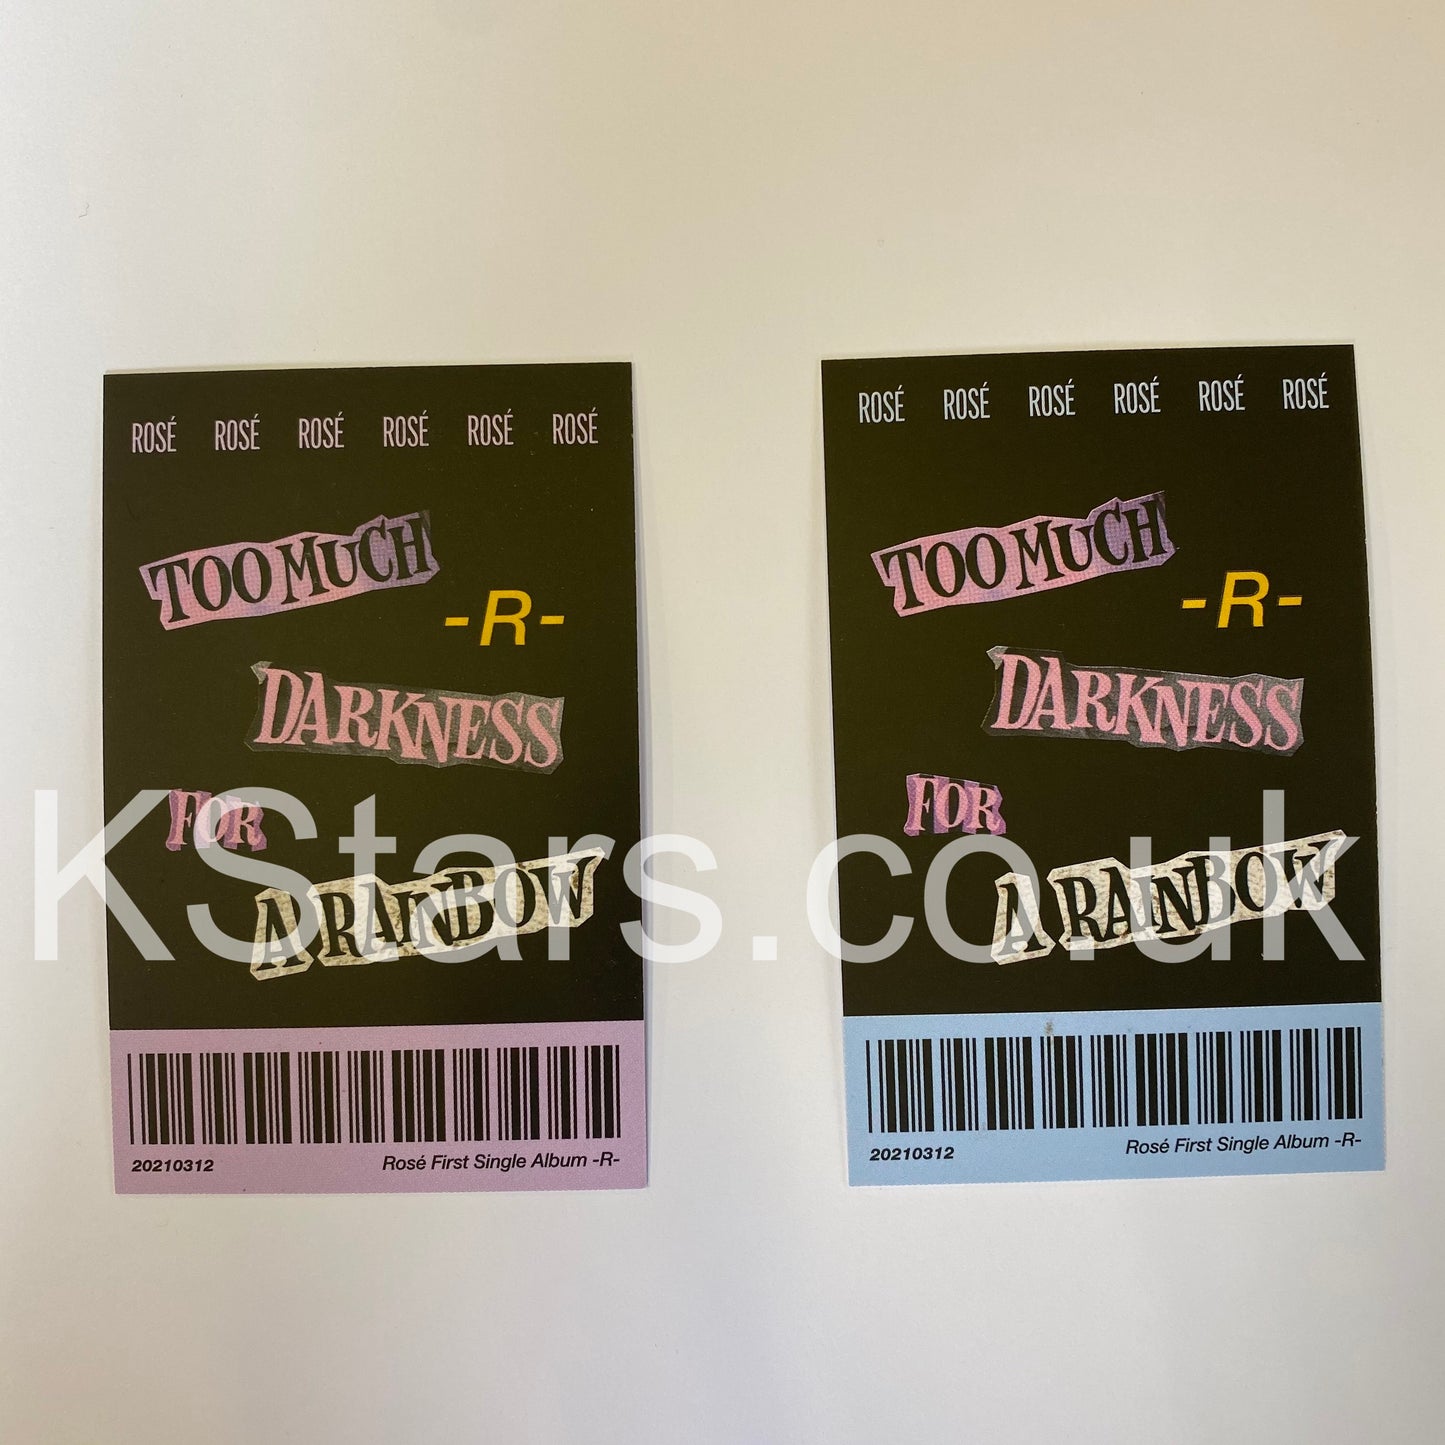 ROSÉ ROSÉ ROSÉ ROSÉ ROSÉ ROSÉ
TOO MUCH
-R-
DARKNESS
FOR
A RAINBOW
20210312 Rosé First Single Album -R-
ROSÉ ROSÉ ROSÉ ROSÉ ROSÉ ROSÉ
TOO MUCH
-R-
DARKNESS
FOR
A RAINBOW
20210312 Rosé First Single Album -R-
KStars.co.uk